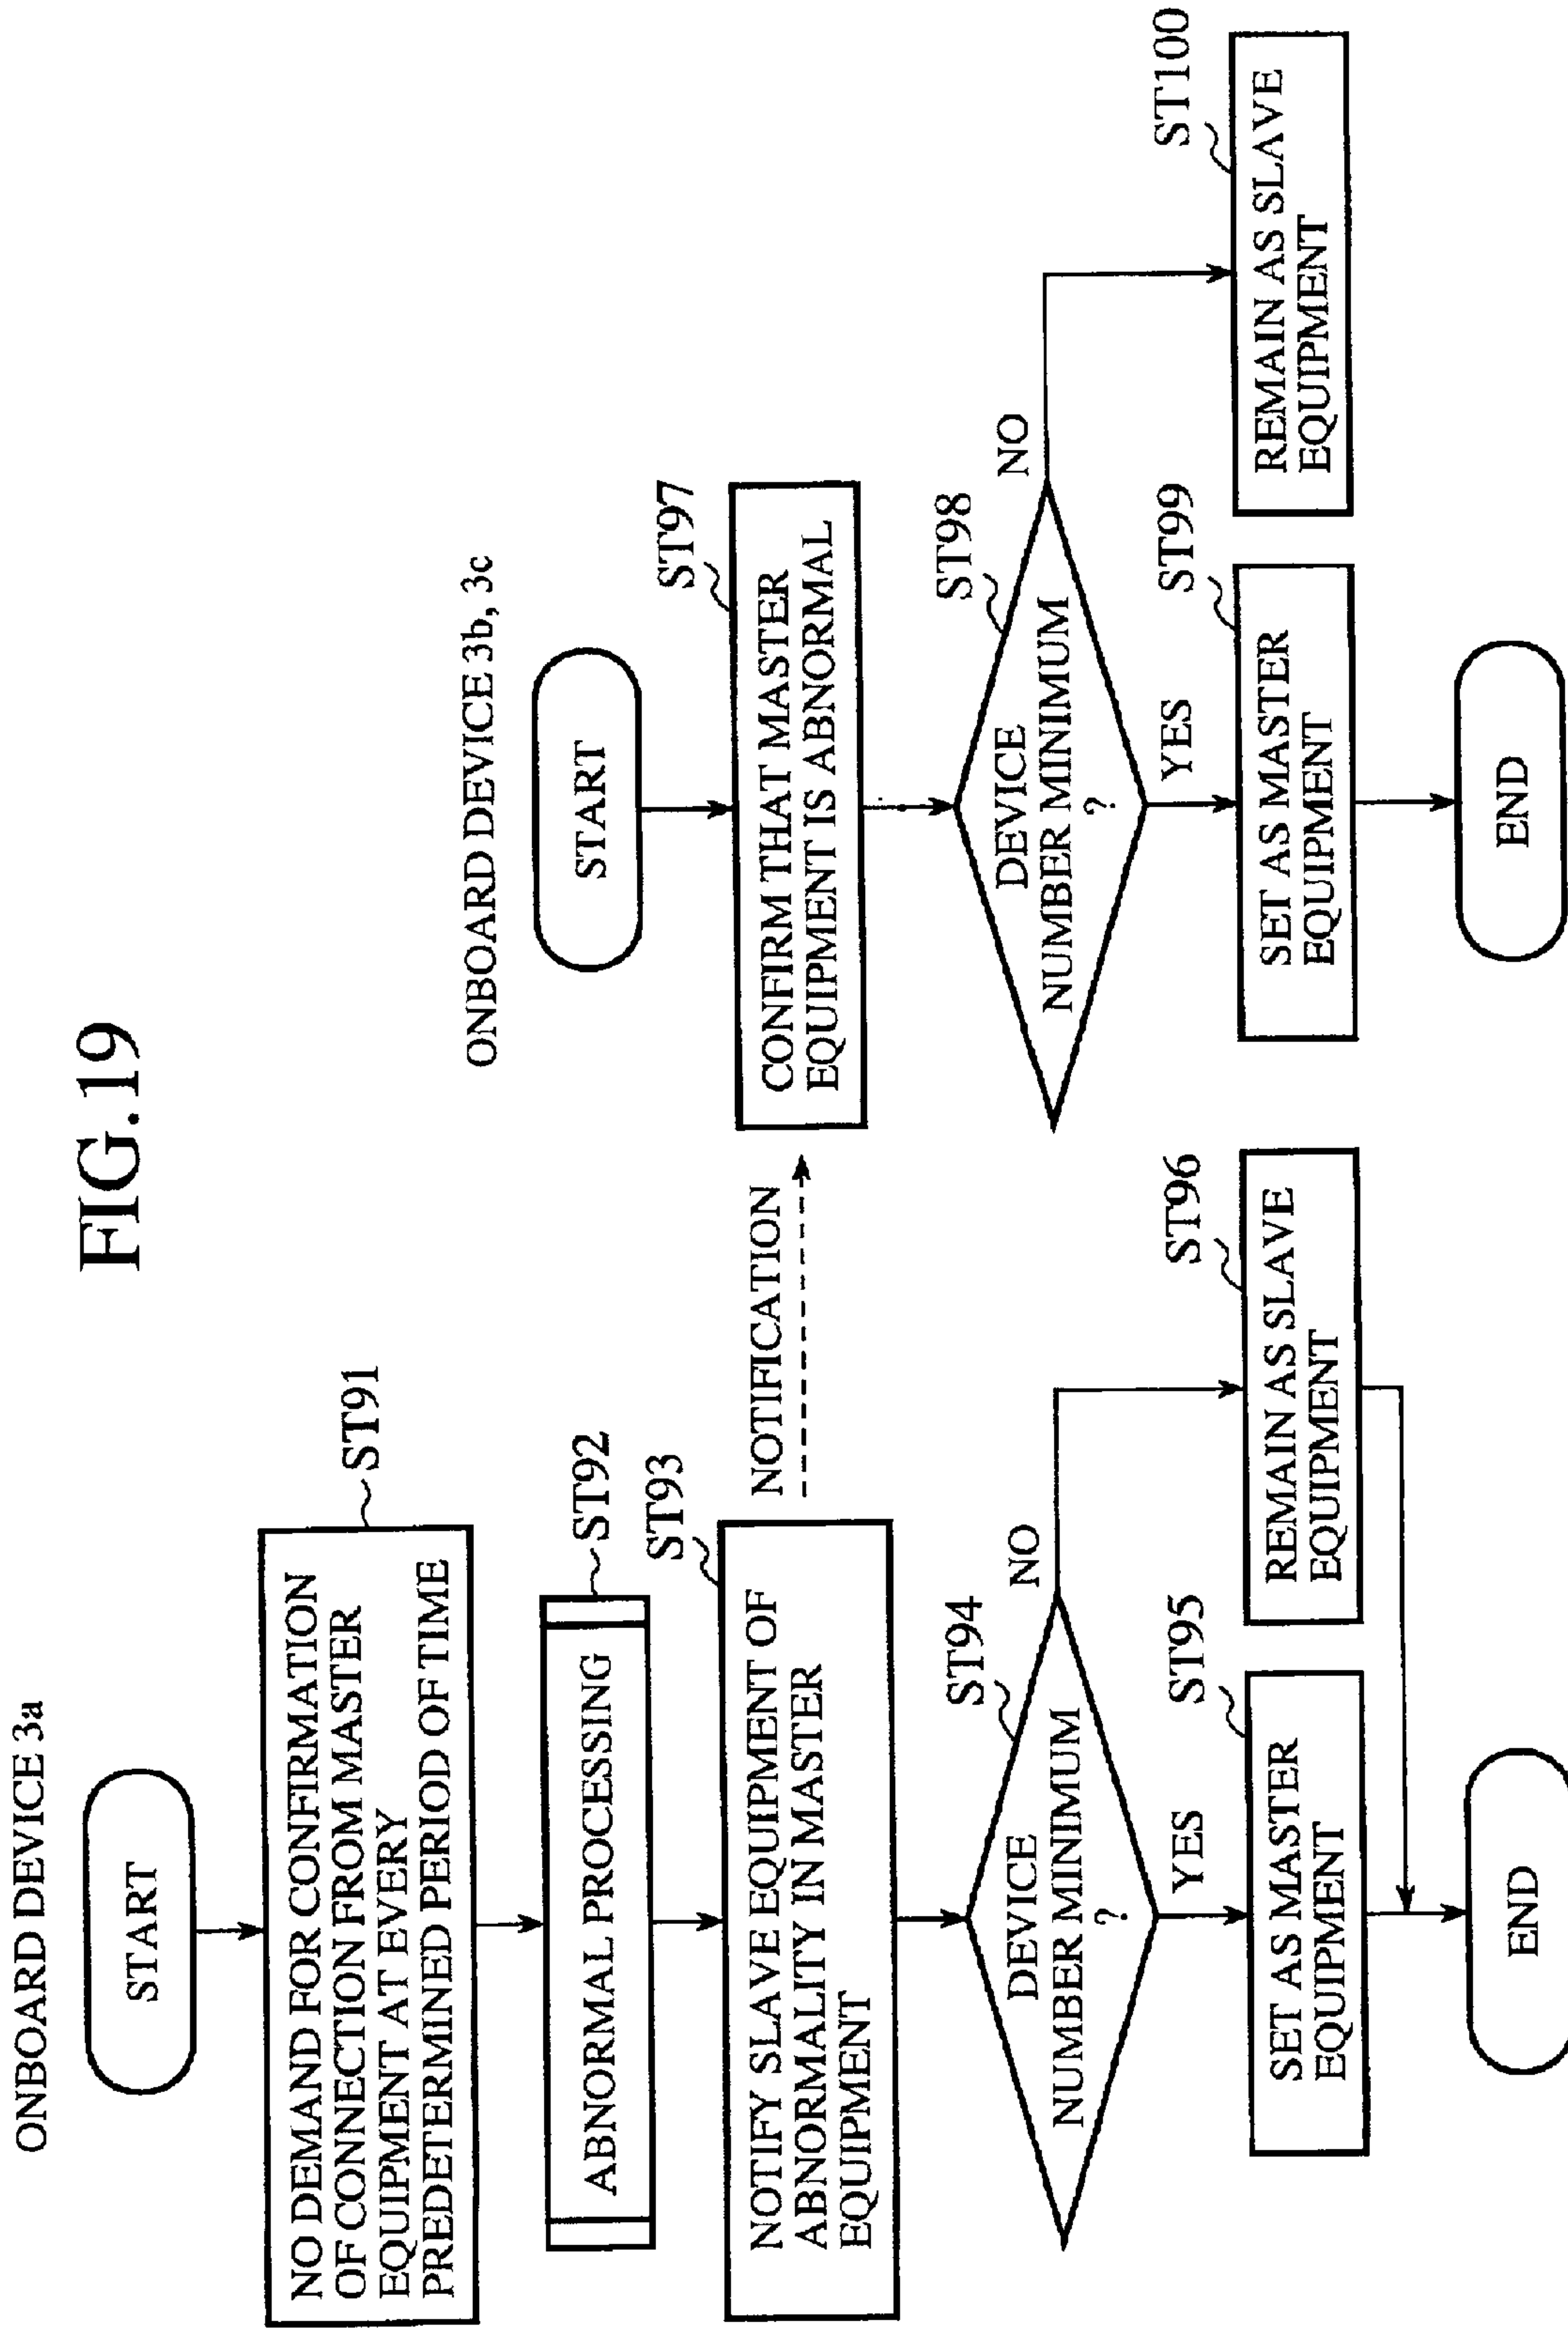 FIG.19
ONBOARD DEVICE 3a
START
NO DEMAND FOR CONFIRMATION
OF CONNECTION FROM MASTER
EQUIPMENT AT EVERY
PREDETERMINED PERIOD OF TIME
ST91
ABNORMAL PROCESSING
ST92
NOTIFY SLAVE EQUIPMENT OF
ABNORMALITY IN MASTER
EQUIPMENT
ST93
NOTIFICATION
DEVICE
NUMBER MINIMUM
?
ST94
NO
YES
SET AS MASTER
EQUIPMENT
ST95
REMAIN AS SLAVE
EQUIPMENT
ST96
END
ONBOARD DEVICE 3b, 3c
START
CONFIRM THAT MASTER
EQUIPMENT IS ABNORMAL
ST97
DEVICE
NUMBER MINIMUM
?
ST98
NO
YES
SET AS MASTER
EQUIPMENT
ST99
REMAIN AS SLAVE
EQUIPMENT
ST100
END